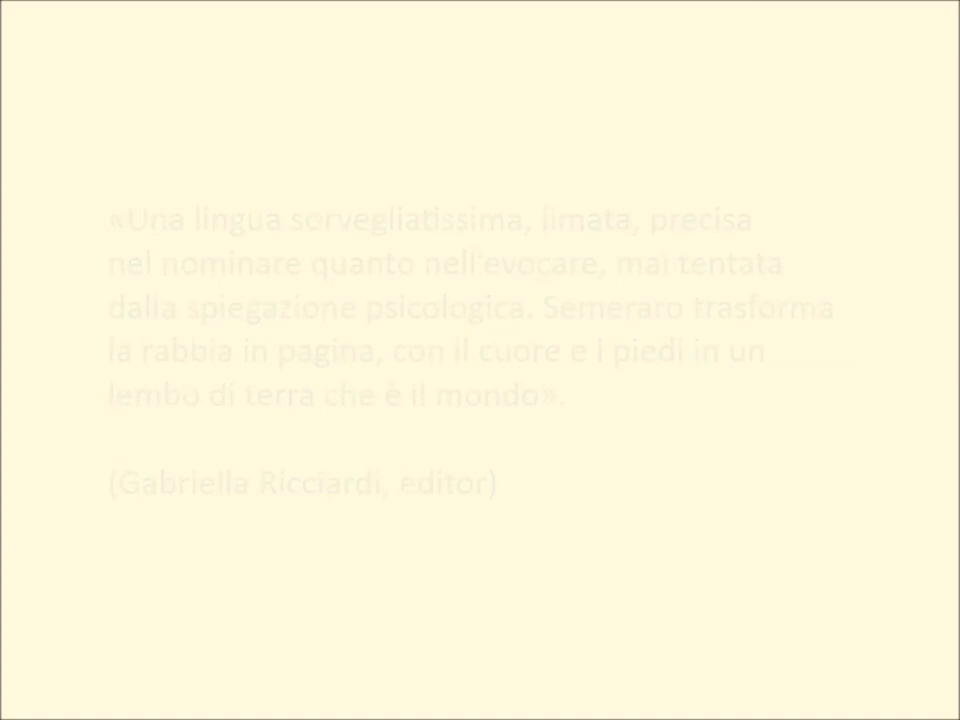 «Una lingua sorvegliatissima, limata, precisa
nel nominare quanto nell'evocare, mai tentata
dalla spiegazione psicologica. Semeraro trasforma
la rabbia in pagina, con il cuore e i piedi in un
lembo di terra che è il mondo».
(Gabriella Ricciardi, editor)